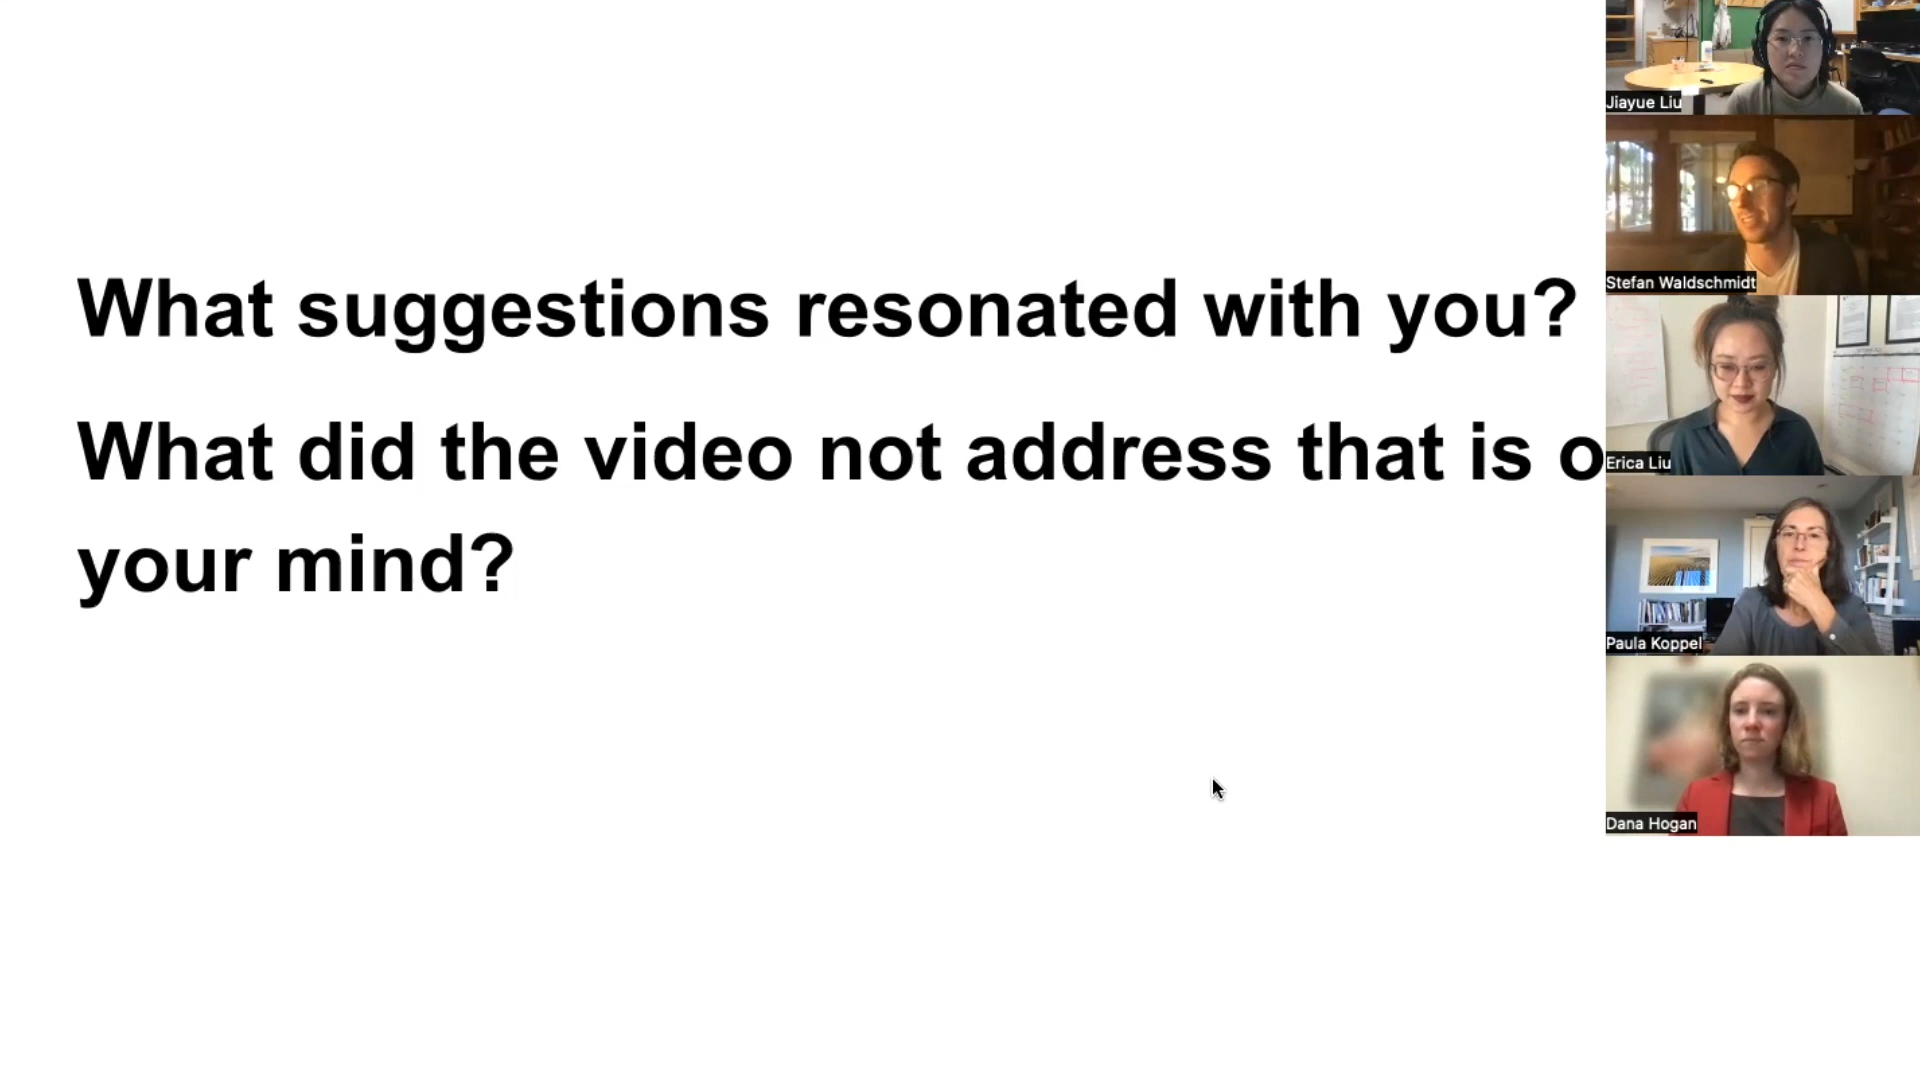 What suggestions resonated with you?
What did the video not address that is o
your mind?
Jiayue Liu
Stefan Waldschmidt
Erica Liu
Paula Koppel
Dana Hogan